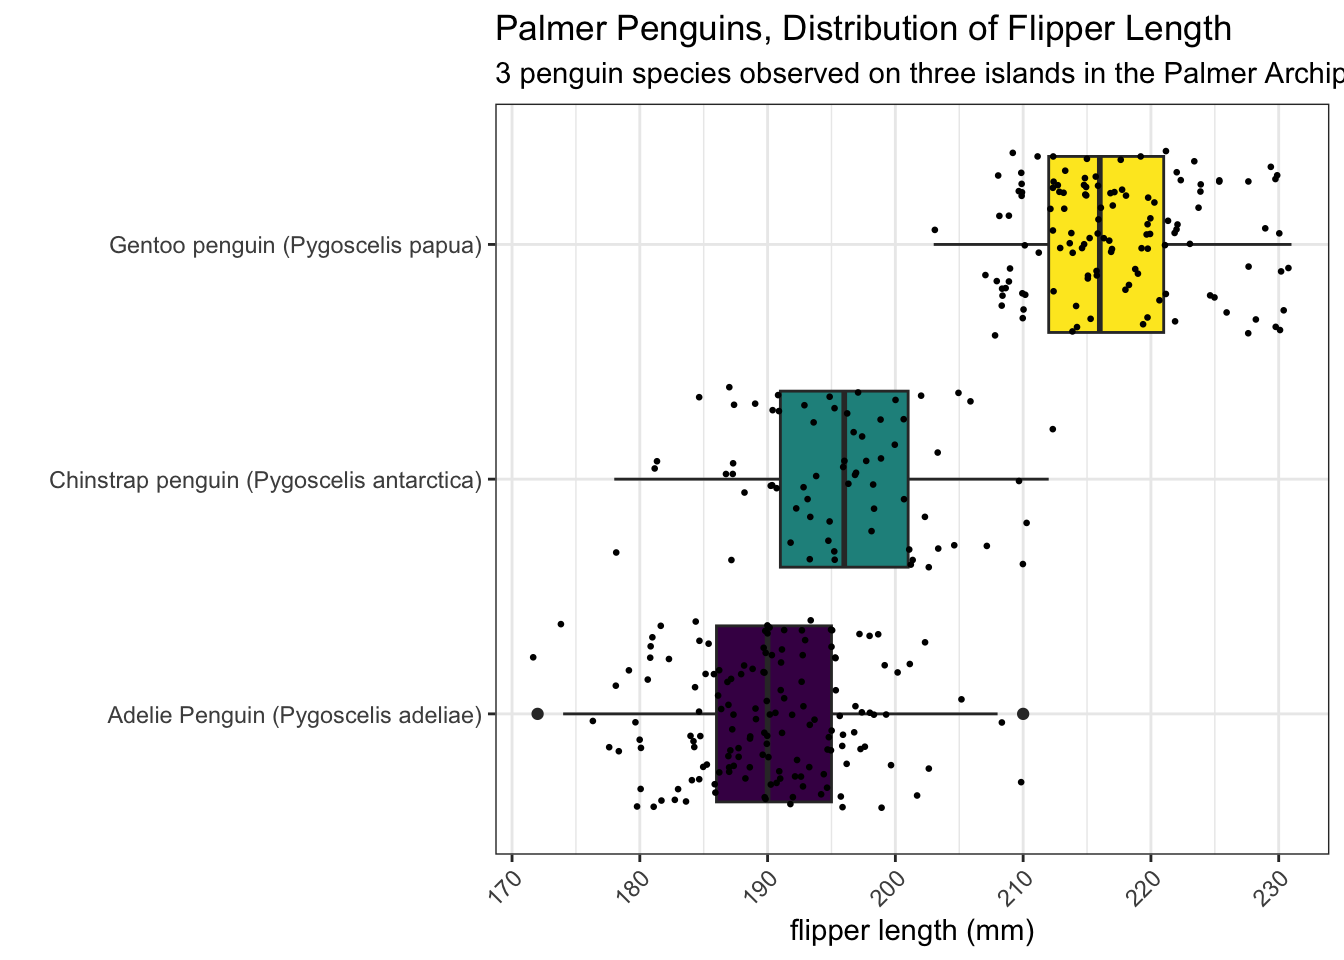 Palmer Penguins, Distribution of Flipper Length
3 penguin species observed on three islands in the Palmer Archip
Gentoo penguin (Pygoscelis papua)
Chinstrap penguin (Pygoscelis antarctica)
Adelie Penguin (Pygoscelis adeliae)
170 180 190 200 210 220 230
flipper length (mm)